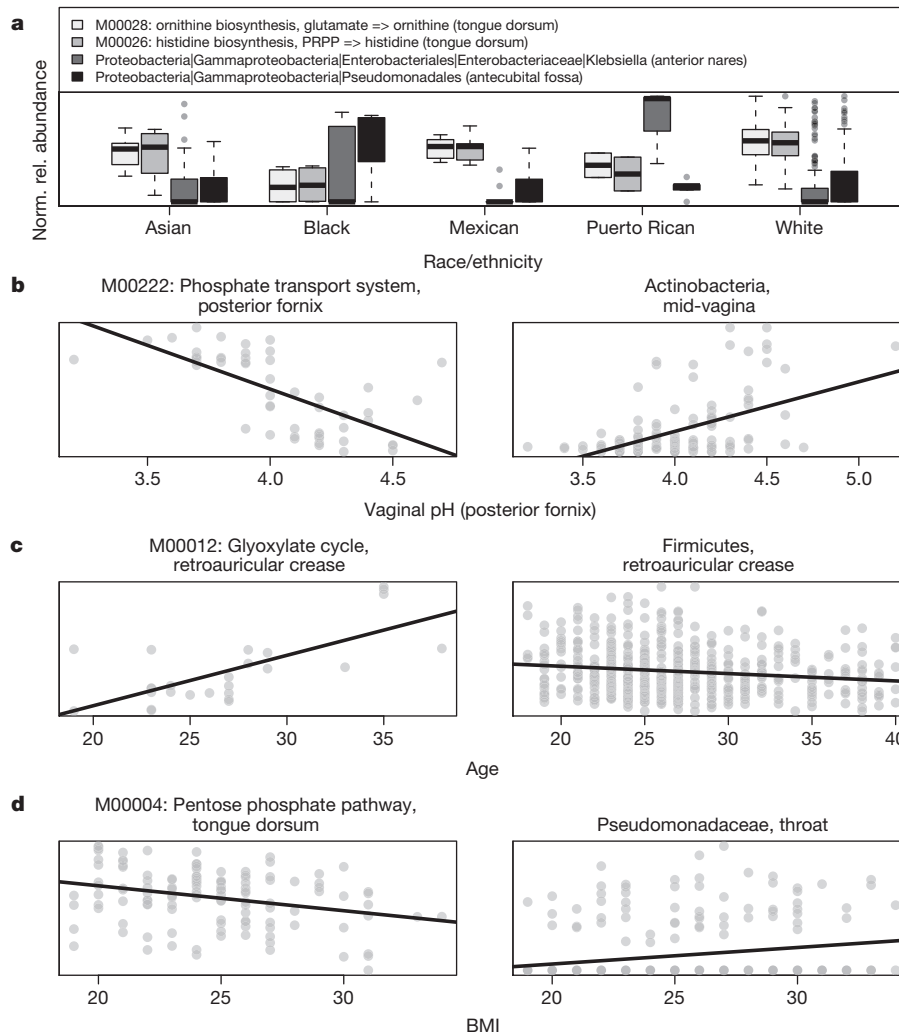 a
M00028: ornithine biosynthesis, glutamate => ornithine (tongue dorsum)
M00026: histidine biosynthesis, PRPP => histidine (tongue dorsum)
Proteobacteria|Gammaproteobacteria|Enterobacteriales|Enterobacteriaceae|Klebsiella (anterior nares)
Proteobacteria|Gammaproteobacteria|Pseudomonadales (antecubital fossa)
Norm. rel. abundance
Asian Black Mexican Puerto Rican White
Race/ethnicity
b
M00222: Phosphate transport system,
posterior fornix
Actinobacteria,
mid-vagina
3.5 4.0 4.5
3.5 4.0 4.5 5.0
Vaginal pH (posterior fornix)
c
M00012: Glyoxylate cycle,
retroauricular crease
Firmicutes,
retroauricular crease
20 25 30 35
20 25 30 35 40
Age
d
M00004: Pentose phosphate pathway,
tongue dorsum
Pseudomonadaceae, throat
20 25 30
20 25 30
BMI